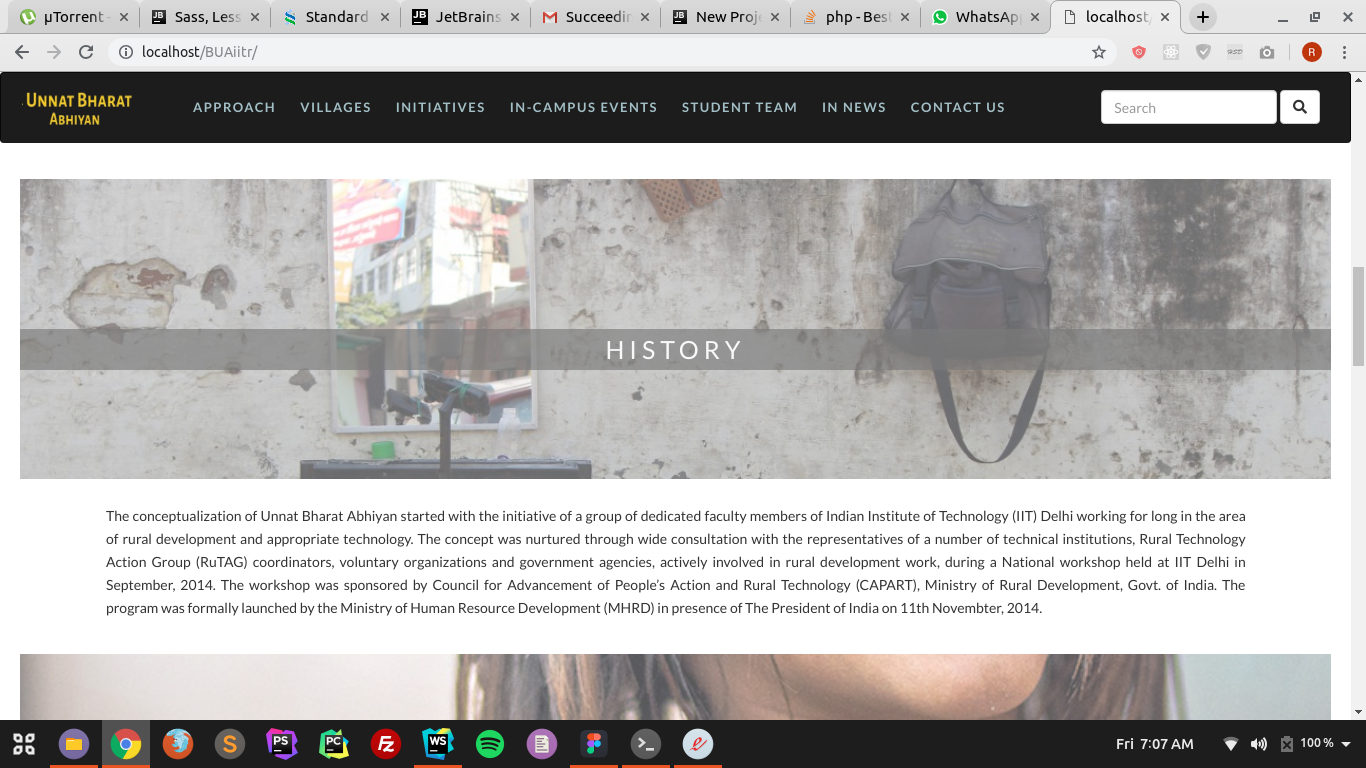 μTorrent
Sass, Less
Standard
JetBrains
Succeedin
New Proje
php - Best
WhatsApp
localhost/
localhost/BUAiitr/
R
UNNAT BHARAT
ABHIYAN
APPROACH VILLAGES INITIATIVES IN-CAMPUS EVENTS STUDENT TEAM IN NEWS CONTACT US
Search
HISTORY
The conceptualization of Unnat Bharat Abhiyan started with the initiative of a group of dedicated faculty members of Indian Institute of Technology (IIT) Delhi working for long in the area
of rural development and appropriate technology. The concept was nurtured through wide consultation with the representatives of a number of technical institutions, Rural Technology
Action Group (RuTAG) coordinators, voluntary organizations and government agencies, actively involved in rural development work, during a National workshop held at IIT Delhi in
September, 2014. The workshop was sponsored by Council for Advancement of People’s Action and Rural Technology (CAPART), Ministry of Rural Development, Govt. of India. The
program was formally launched by the Ministry of Human Resource Development (MHRD) in presence of The President of India on 11th Novembter, 2014.
S PS PC FZ WS
Fri 7:07 AM
100 %